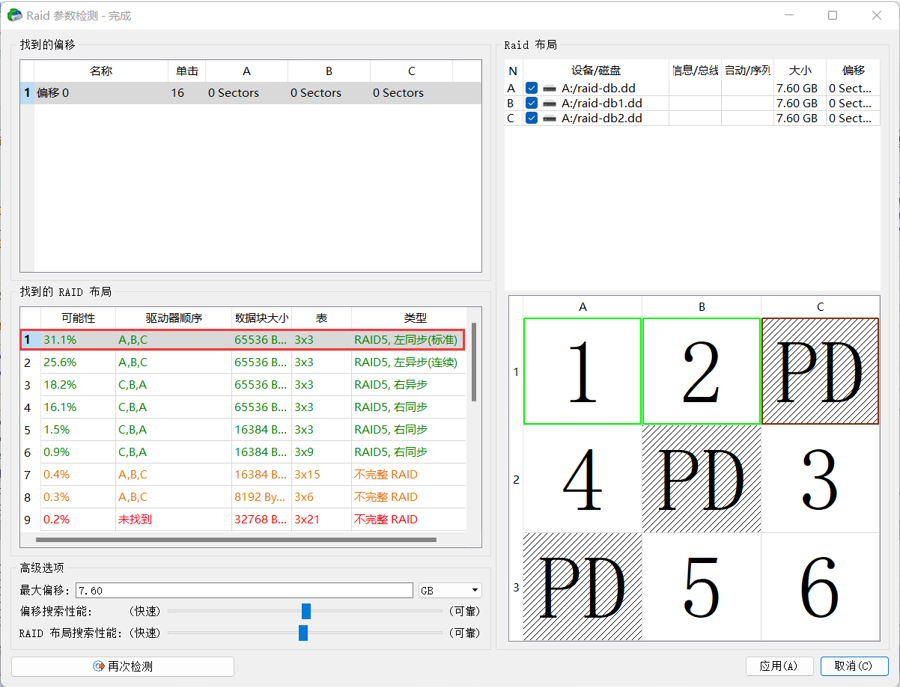 Raid 参数检测 - 完成
找到的偏移
名称 单击 A B C
1 偏移 0 16 0 Sectors 0 Sectors 0 Sectors
找到的 RAID 布局
可能性 驱动器顺序 数据块大小 表 类型
1 31.1% A,B,C 65536 B... 3x3 RAID5, 左同步(标准)
2 25.6% A,B,C 65536 B... 3x3 RAID5, 左异步(连续)
3 18.2% C,B,A 65536 B... 3x3 RAID5, 右异步
4 16.1% C,B,A 65536 B... 3x3 RAID5, 右同步
5 1.5% C,B,A 16384 B... 3x3 RAID5, 右同步
6 0.9% C,B,A 16384 B... 3x9 RAID5, 右同步
7 0.4% A,B,C 16384 B... 3x15 不完整 RAID
8 0.3% A,B,C 8192 By... 3x6 不完整 RAID
9 0.2% 未找到 32768 B... 3x21 不完整 RAID
高级选项
最大偏移: 7.60 GB
偏移搜索性能: (快速) (可靠)
RAID 布局搜索性能: (快速) (可靠)
再次检测
Raid 布局
N 设备/磁盘 信息/总线 启动/序列 大小 偏移
A A:/raid-db.dd 7.60 GB 0 Sect...
B A:/raid-db1.dd 7.60 GB 0 Sect...
C A:/raid-db2.dd 7.60 GB 0 Sect...
A B C
1 1 2 PD
2 4 PD 3
3 PD 5 6
应用(A) 取消(C)